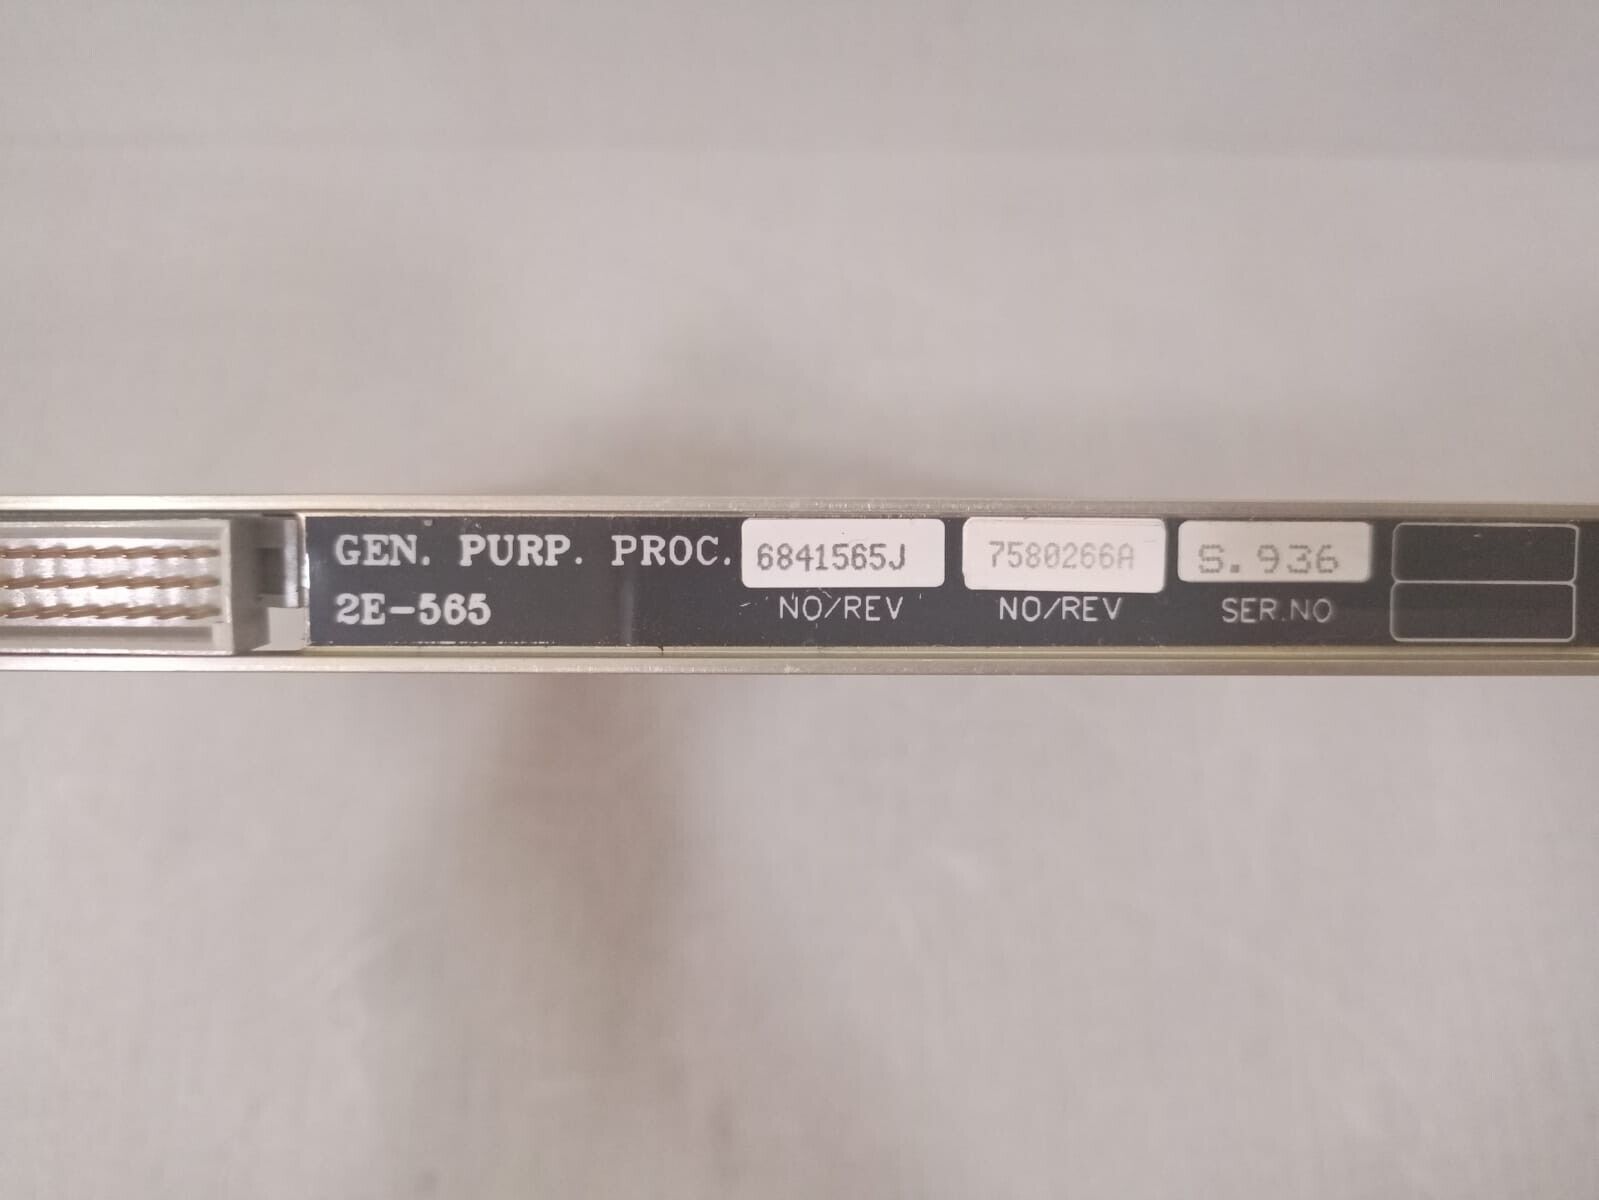 GEN. PURP. PROC.
2E-565
6841565J
NO/REV
7580266A
NO/REV
S.936
SER.NO